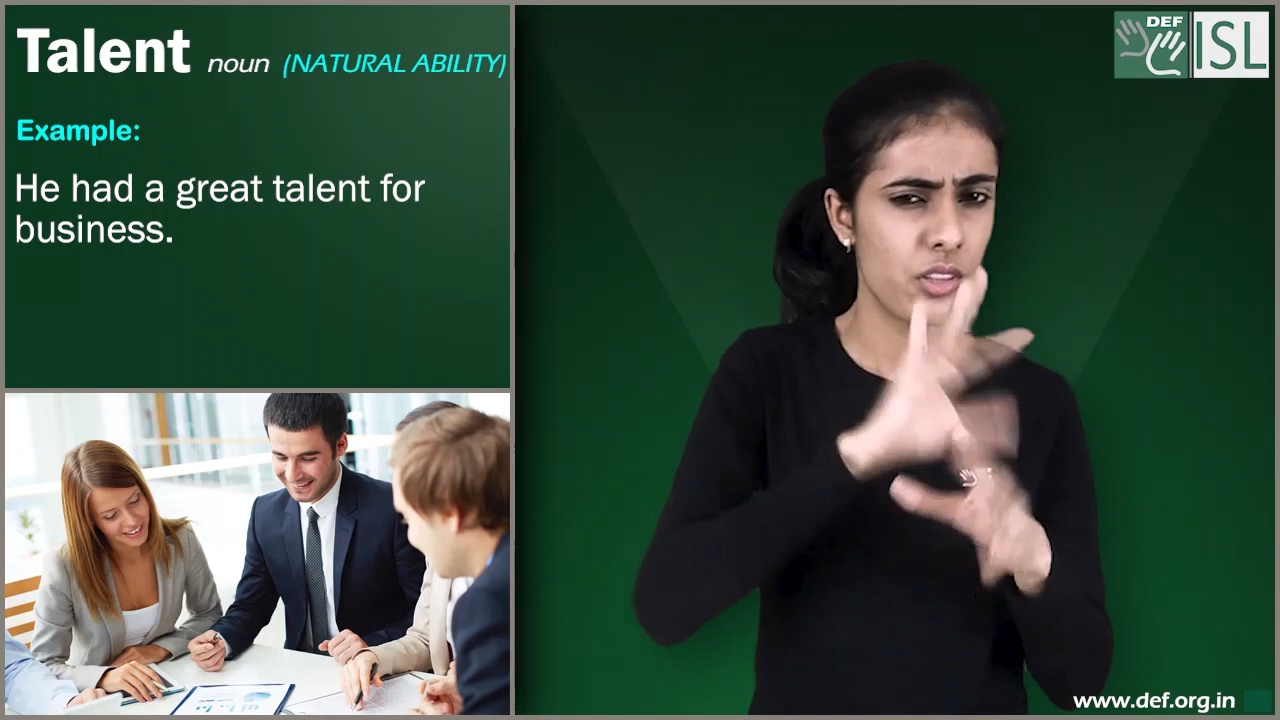 Talent noun (NATURAL ABILITY)
Example:
He had a great talent for
business.
DEF
ISL
www.def.org.in